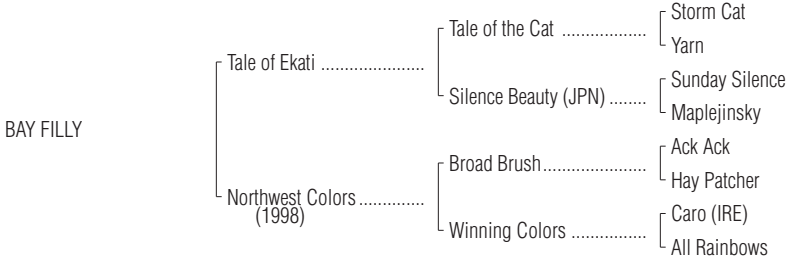 Storm Cat
Tale of the Cat ..................
Yarn
Tale of Ekati ......................
Sunday Silence
Silence Beauty (JPN) ........
Maplejinsky
BAY FILLY
Ack Ack
Broad Brush......................
Hay Patcher
Northwest Colors ..............
(1998)
Caro (IRE)
Winning Colors ................
All Rainbows